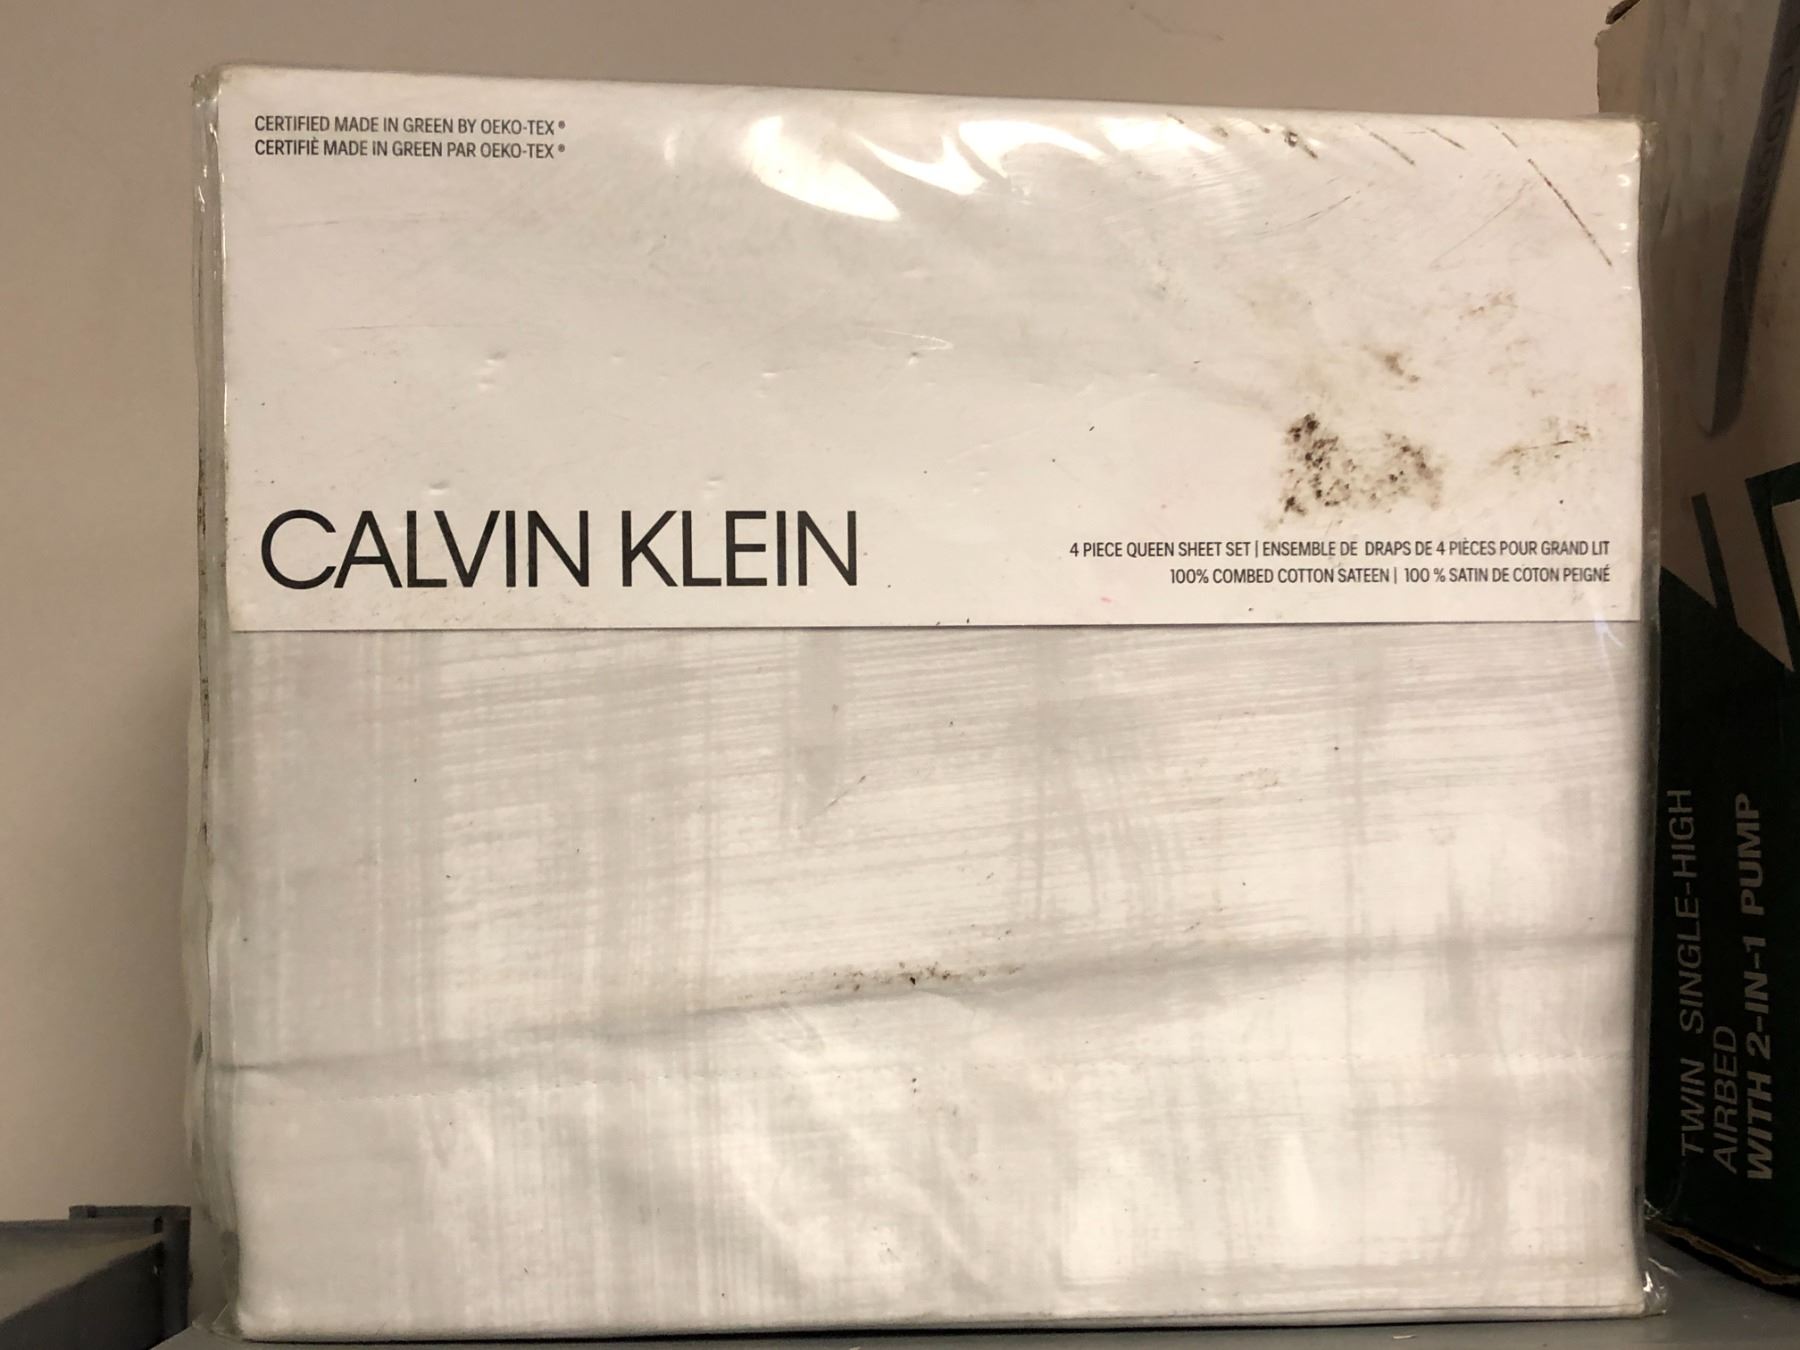 CERTIFIED MADE IN GREEN BY OEKO-TEX®
CERTIFIÈ MADE IN GREEN PAR OEKO-TEX®
CALVIN KLEIN
4 PIECE QUEEN SHEET SET | ENSEMBLE DE DRAPS DE 4 PIÈCES POUR GRAND LIT
100% COMBED COTTON SATEEN | 100 % SATIN DE COTON PEIGNÉ
TWIN SINGLE-HIGH
AIRBED
WITH 2-IN-1 PUMP